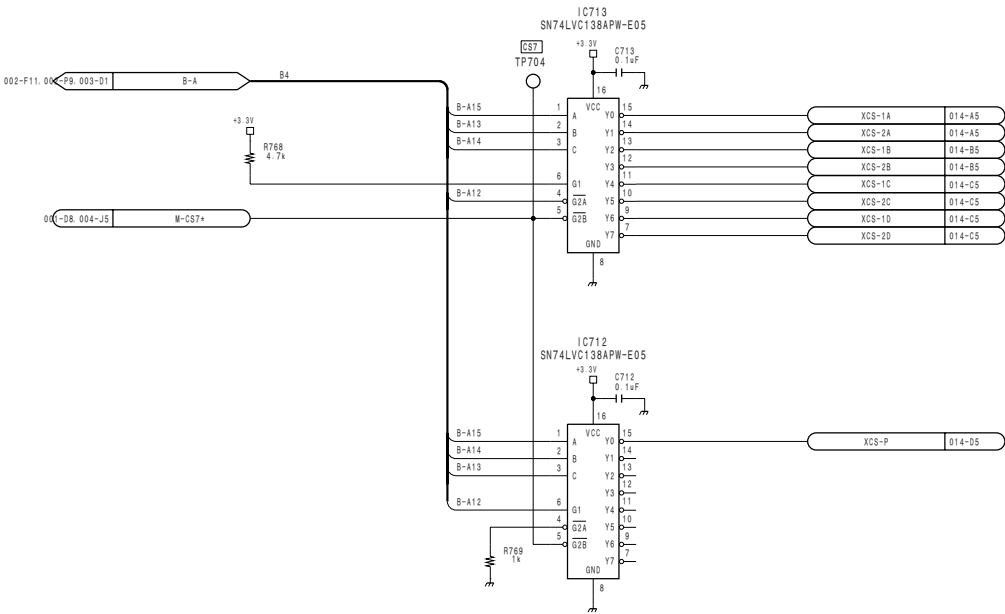 IC713
SN74LVC138APW-E05
CS7
TP704
+3.3V
C713
0.1uF
B-A
B4
16
VCC
B-A15 1 A Y0 15 XCS-1A 014-A5
B-A13 2 B Y1 14 XCS-2A 014-A5
B-A14 3 C Y2 13 XCS-1B 014-B5
Y3 12 XCS-2B 014-B5
+3.3V
R768
4.7k
6 G1 Y4 11 XCS-1C 014-C5
B-A12 4 G2A Y5 10 XCS-2C 014-C5
M-CS7* 5 G2B Y6 9 XCS-1D 014-C5
Y7 7 XCS-2D 014-C5
GND
8
IC712
SN74LVC138APW-E05
+3.3V
C712
0.1uF
16
VCC
B-A15 1 A Y0 15 XCS-P 014-D5
B-A14 2 B Y1 14
B-A13 3 C Y2 13
Y3 12
B-A12 6 G1 Y4 11
4 G2A Y5 10
5 G2B Y6 9
Y7 7
R769
1k
GND
8